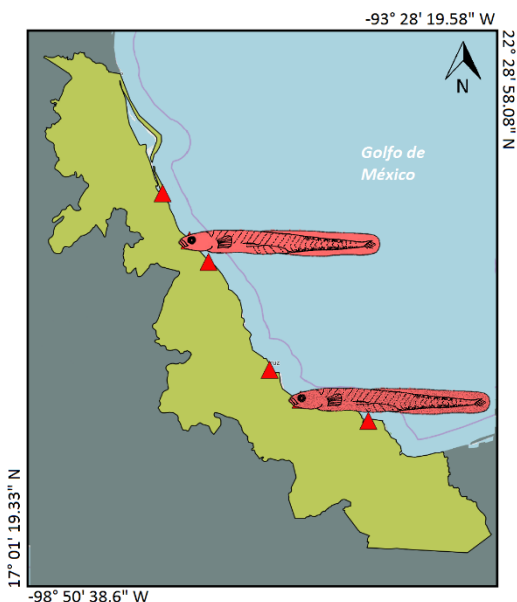 -93° 28' 19.58" W
22° 28' 58.08" N
N
Golfo de
México
17° 01' 19.33" N
-98° 50' 38.6" W